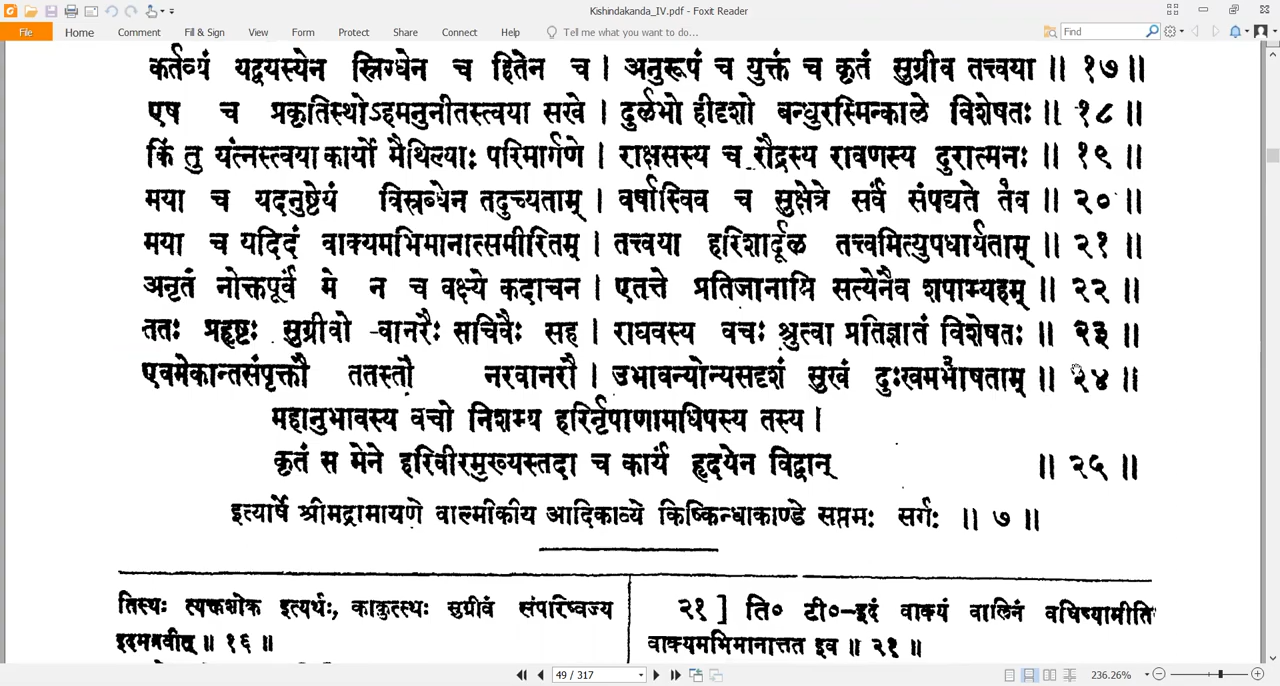 Kishindakanda_IV.pdf - Foxit Reader
File Home Comment Fill & Sign View Form Protect Share Connect Help Tell me what you want to do... Find
कर्तव्यं यद्वयस्येन स्निग्धेन च हितेन च । अनुरूपं च युक्तं च कृतं सुग्रीव तत्त्वया ॥ १७ ॥
एष च प्रकृतिस्थोऽहमनुनीतस्त्वया सखे । दुर्लभो हीदृशो बन्धुरस्मिन्काले विशेषतः ॥ १८ ॥
किं तु यत्नस्त्वया कार्यो मैथिल्याः परिमार्गणे । राक्षसस्य च रौद्रस्य रावणस्य दुरात्मनः ॥ १९ ॥
मया च यदनुष्ठेयं विस्रब्धेन तदुच्यताम् । वर्षास्विव च सुक्षेत्रे सर्वं संपद्यते तव ॥ २० ॥
मया च यदिदं वाक्यमभिमानात्समीरितम् । तत्त्वया हरिशार्दूल तत्त्वमित्युपधार्यताम् ॥ २१ ॥
अनृतं नोक्तपूर्वं मे न च वक्ष्ये कदाचन । एतत्ते प्रतिजानामि सत्येनैव शपाम्यहम् ॥ २२ ॥
ततः प्रहृष्टः सुग्रीवो वानरैः सचिवैः सह । राघवस्य वचः श्रुत्वा प्रतिज्ञातं विशेषतः ॥ २३ ॥
एवमेकान्तसंपृक्तौ ततस्तौ नरवानरौ । उभावन्योन्यसदृशं सुखं दुःखमभाषताम् ॥ २४ ॥
महानुभावस्य वचो निशम्य हरिर्नृपाणामधिपस्य तस्य ।
कृतं स मेने हरिवीरमुख्यस्तदा च कार्यं हृदयेन विद्वान् ॥ २५ ॥
इत्यार्षे श्रीमद्रामायणे वाल्मीकीय आदिकाव्ये किष्किन्धाकाण्डे सप्तमः सर्गः ॥ ७ ॥
तिस्थः त्यक्तशोक इत्यर्थः, काकुत्स्थः सुग्रीवं संपरिष्वज्य
इदमब्रवीत् ॥ १६ ॥
२१ ] ति० टी०-इदं वाक्यं वालिनं वधिष्यामीति
वाक्यमभिमानात्तत इव ॥ २१ ॥
49 / 317 236.26%